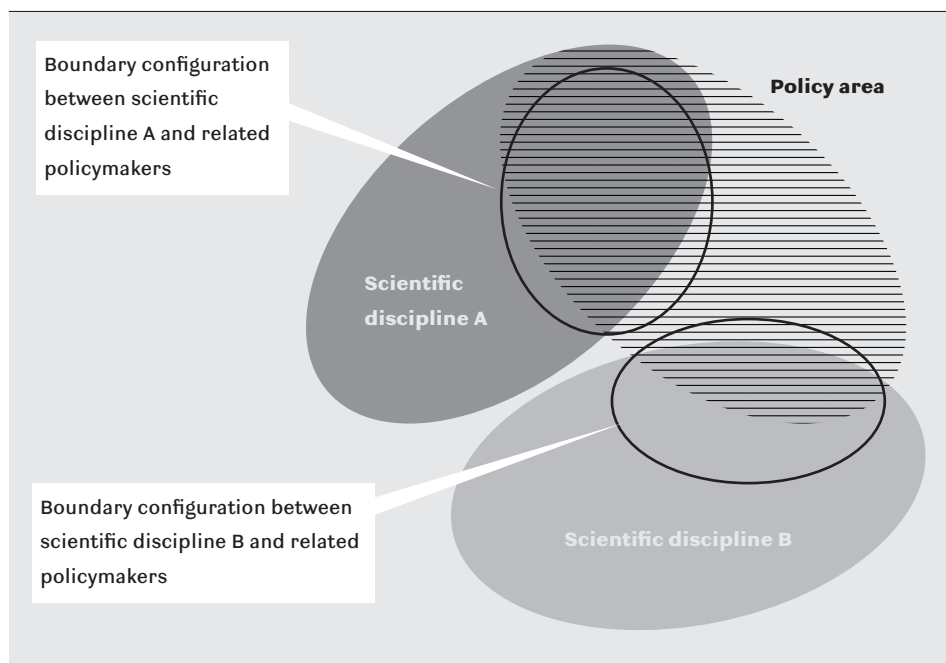 Boundary configuration
between scientific
discipline A and related
policymakers
Policy area
Scientific
discipline A
Boundary configuration between
scientific discipline B and related
policymakers
Scientific discipline B